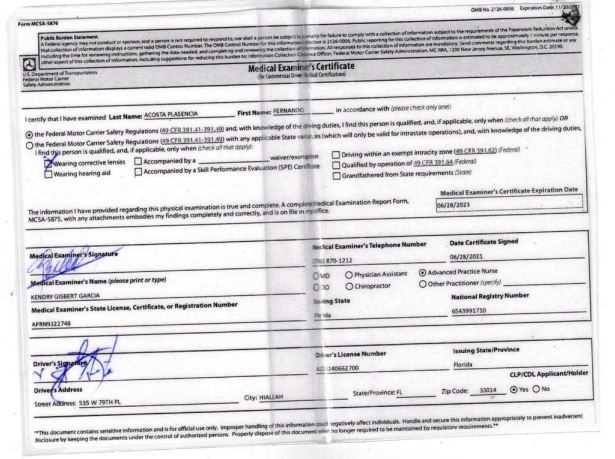 Form MCSA-5876
OMB No. 2126-0006 Expiration Date: 11/30/
Public Burden Statement
A Federal agency may not conduct or sponsor, and a person is not required to respond to, nor shall a person be subject to a penalty for failure to comply with a collection of information subject to the requirements of the Paperwork Reduction Act unless
that collection of information displays a current valid OMB Control Number. The OMB Control Number for this information collection is 2126-0006. Public reporting for this collection of information is estimated to be approximately 1 minute per response,
including the time for reviewing instructions, gathering the data needed, and completing and reviewing the collection of information. All responses to this collection of information are mandatory. Send comments regarding this burden estimate or any
other aspect of this collection of information, including suggestions for reducing this burden to: Information Collection Clearance Officer, Federal Motor Carrier Safety Administration, MC-RRA, 1200 New Jersey Avenue, SE, Washington, D.C. 20590.
U.S. Department of Transportation
Federal Motor Carrier
Safety Administration
Medical Examiner's Certificate
(for Commercial Driver Medical Certification)
I certify that I have examined Last Name: ACOSTA PLASENCIA First Name: FERNANDO in accordance with (please check only one):
the Federal Motor Carrier Safety Regulations (49 CFR 391.41-391.49) and, with knowledge of the driving duties, I find this person is qualified, and, if applicable, only when (check all that apply) OR
the Federal Motor Carrier Safety Regulations (49 CFR 391.41-391.49) with any applicable State variances (which will only be valid for intrastate operations), and, with knowledge of the driving duties,
I find this person is qualified, and, if applicable, only when (check all that apply):
Wearing corrective lenses Accompanied by a waiver/exemption Driving within an exempt intracity zone (49 CFR 391.62) (Federal)
Wearing hearing aid Accompanied by a Skill Performance Evaluation (SPE) Certificate Qualified by operation of 49 CFR 391.64 (Federal)
Grandfathered from State requirements (State)
The information I have provided regarding this physical examination is true and complete. A complete Medical Examination Report Form,
MCSA-5875, with any attachments embodies my findings completely and correctly, and is on file in my office.
Medical Examiner's Certificate Expiration Date
06/28/2023
Medical Examiner's Signature
Medical Examiner's Telephone Number
870-1212
Date Certificate Signed
06/28/2021
Medical Examiner's Name (please print or type)
KENDRY GISBERT GARCIA
MD Physician Assistant Advanced Practice Nurse
DO Chiropractor Other Practitioner (specify)
Medical Examiner's State License, Certificate, or Registration Number
APRN9322748
Issuing State
Florida
National Registry Number
6543991730
Driver's Signature
Driver's License Number
Issuing State/Province
Florida
Driver's Address
Street Address: 535 W 79TH PL City: HIALEAH State/Province: FL Zip Code: 33014
CLP/CDL Applicant/Holder
Yes No
**This document contains sensitive information and is for official use only. Improper handling of this information could negatively affect individuals. Handle and secure this information appropriately to prevent inadvertent
disclosure by keeping the documents under the control of authorized persons. Properly dispose of this document when no longer required to be maintained by regulatory requirements.**